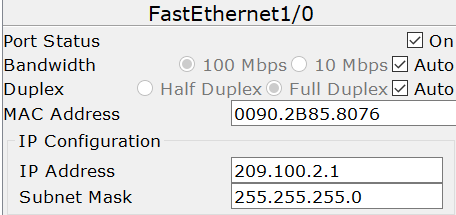 FastEthernet1/0
Port Status On
Bandwidth 100 Mbps 10 Mbps Auto
Duplex Half Duplex Full Duplex Auto
MAC Address 0090.2B85.8076
IP Configuration
IP Address 209.100.2.1
Subnet Mask 255.255.255.0